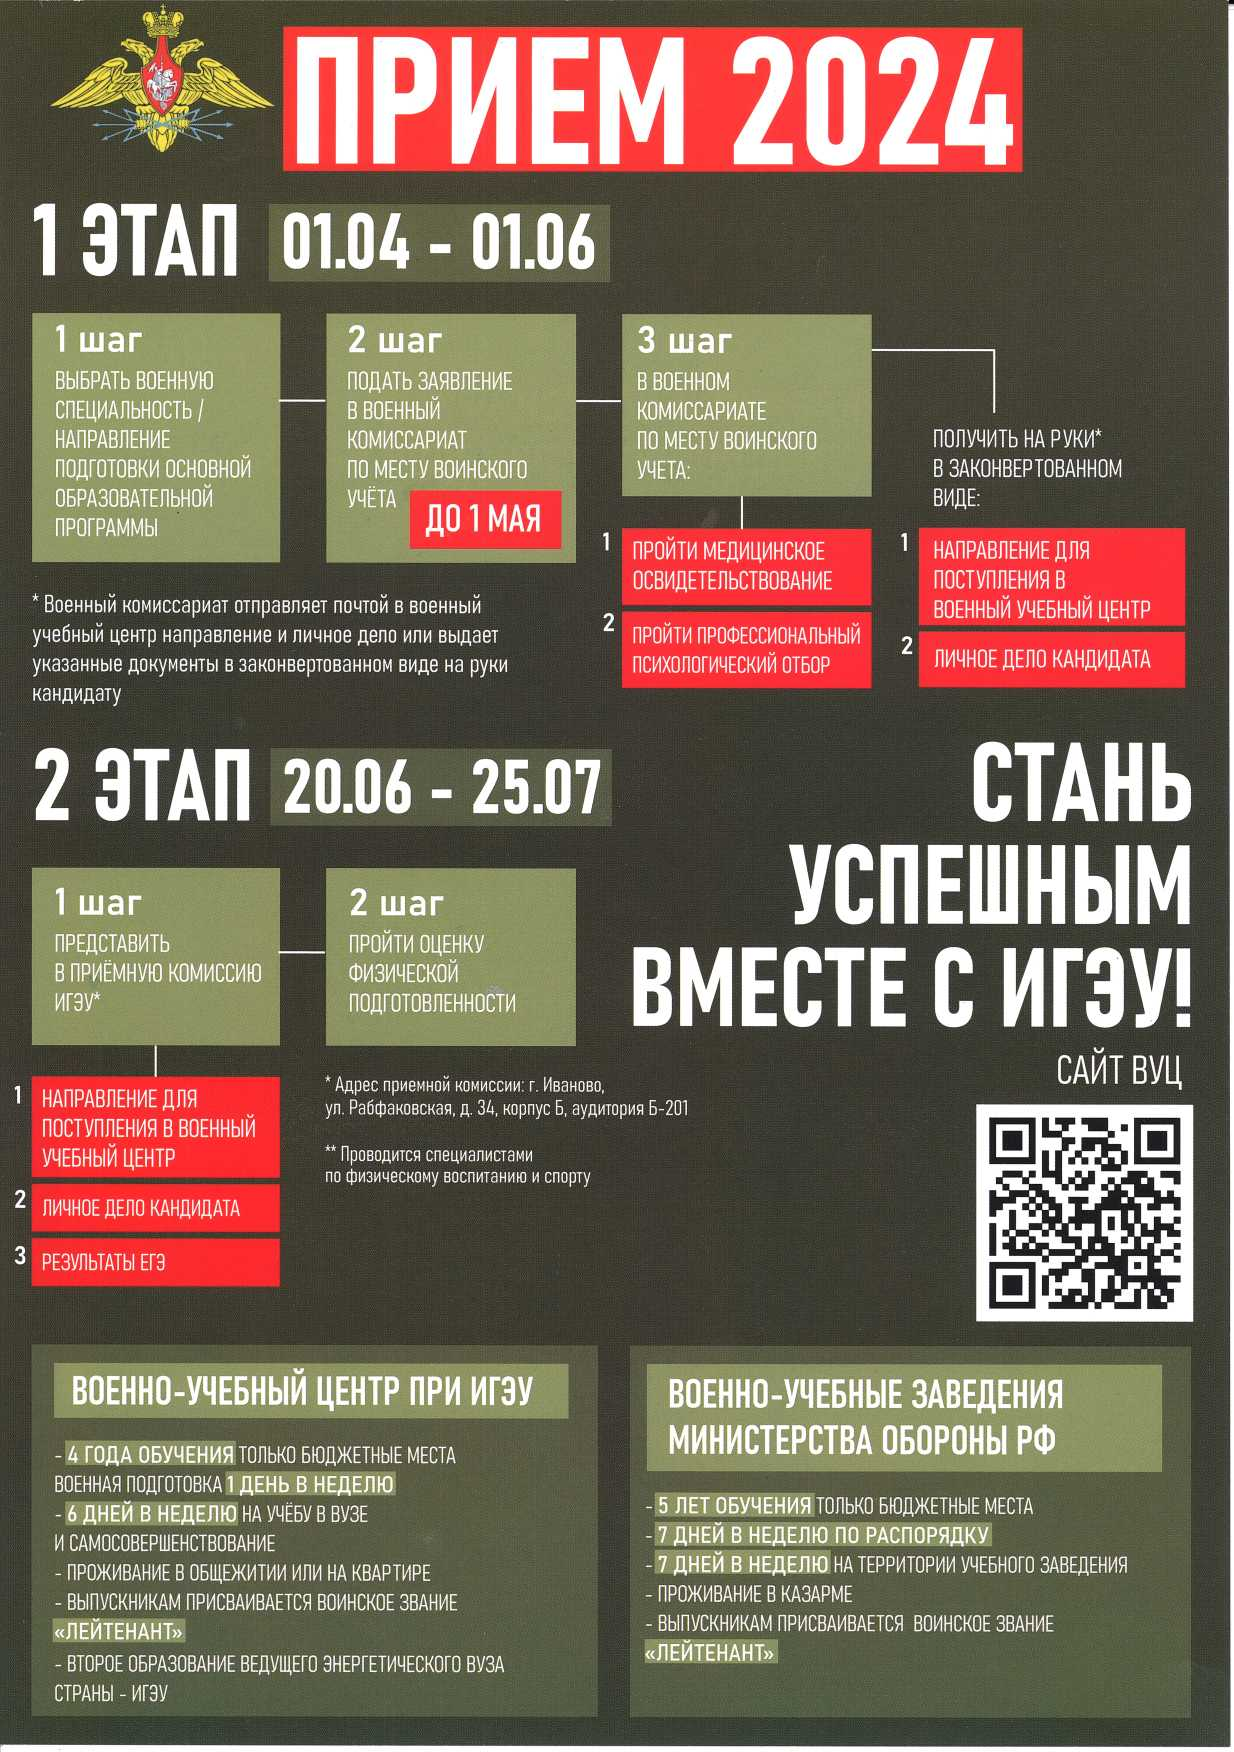 ПРИЕМ 2024
1 ЭТАП 01.04 - 01.06
1 шаг
ВЫБРАТЬ ВОЕННУЮ
СПЕЦИАЛЬНОСТЬ /
НАПРАВЛЕНИЕ
ПОДГОТОВКИ ОСНОВНОЙ
ОБРАЗОВАТЕЛЬНОЙ
ПРОГРАММЫ
2 шаг
ПОДАТЬ ЗАЯВЛЕНИЕ
В ВОЕННЫЙ
КОМИССАРИАТ
ПО МЕСТУ ВОИНСКОГО
УЧЁТА
ДО 1 МАЯ
3 шаг
В ВОЕННОМ
КОМИССАРИАТЕ
ПО МЕСТУ ВОИНСКОГО
УЧЕТА:
1 ПРОЙТИ МЕДИЦИНСКОЕ
ОСВИДЕТЕЛЬСТВОВАНИЕ
2 ПРОЙТИ ПРОФЕССИОНАЛЬНЫЙ
ПСИХОЛОГИЧЕСКИЙ ОТБОР
ПОЛУЧИТЬ НА РУКИ*
В ЗАКОНВЕРТОВАННОМ
ВИДЕ:
1 НАПРАВЛЕНИЕ ДЛЯ
ПОСТУПЛЕНИЯ В
ВОЕННЫЙ УЧЕБНЫЙ ЦЕНТР
2 ЛИЧНОЕ ДЕЛО КАНДИДАТА
* Военный комиссариат отправляет почтой в военный
учебный центр направление и личное дело или выдает
указанные документы в законвертованном виде на руки
кандидату
2 ЭТАП 20.06 - 25.07
1 шаг
ПРЕДСТАВИТЬ
В ПРИЁМНУЮ КОМИССИЮ
ИГЭУ*
1 НАПРАВЛЕНИЕ ДЛЯ
ПОСТУПЛЕНИЯ В ВОЕННЫЙ
УЧЕБНЫЙ ЦЕНТР
2 ЛИЧНОЕ ДЕЛО КАНДИДАТА
3 РЕЗУЛЬТАТЫ ЕГЭ
2 шаг
ПРОЙТИ ОЦЕНКУ
ФИЗИЧЕСКОЙ
ПОДГОТОВЛЕННОСТИ
* Адрес приемной комиссии: г. Иваново,
ул. Рабфаковская, д. 34, корпус Б, аудитория Б-201
** Проводится специалистами
по физическому воспитанию и спорту
СТАНЬ
УСПЕШНЫМ
ВМЕСТЕ С ИГЭУ!
САЙТ ВУЦ
ВОЕННО-УЧЕБНЫЙ ЦЕНТР ПРИ ИГЭУ
- 4 ГОДА ОБУЧЕНИЯ ТОЛЬКО БЮДЖЕТНЫЕ МЕСТА
ВОЕННАЯ ПОДГОТОВКА 1 ДЕНЬ В НЕДЕЛЮ
- 6 ДНЕЙ В НЕДЕЛЮ НА УЧЁБУ В ВУЗЕ
И САМОСОВЕРШЕНСТВОВАНИЕ
- ПРОЖИВАНИЕ В ОБЩЕЖИТИИ ИЛИ НА КВАРТИРЕ
- ВЫПУСКНИКАМ ПРИСВАИВАЕТСЯ ВОИНСКОЕ ЗВАНИЕ
«ЛЕЙТЕНАНТ»
- ВТОРОЕ ОБРАЗОВАНИЕ ВЕДУЩЕГО ЭНЕРГЕТИЧЕСКОГО ВУЗА
СТРАНЫ - ИГЭУ
ВОЕННО-УЧЕБНЫЕ ЗАВЕДЕНИЯ
МИНИСТЕРСТВА ОБОРОНЫ РФ
- 5 ЛЕТ ОБУЧЕНИЯ ТОЛЬКО БЮДЖЕТНЫЕ МЕСТА
- 7 ДНЕЙ В НЕДЕЛЮ ПО РАСПОРЯДКУ
- 7 ДНЕЙ В НЕДЕЛЮ НА ТЕРРИТОРИИ УЧЕБНОГО ЗАВЕДЕНИЯ
- ПРОЖИВАНИЕ В КАЗАРМЕ
- ВЫПУСКНИКАМ ПРИСВАИВАЕТСЯ ВОИНСКОЕ ЗВАНИЕ
«ЛЕЙТЕНАНТ»